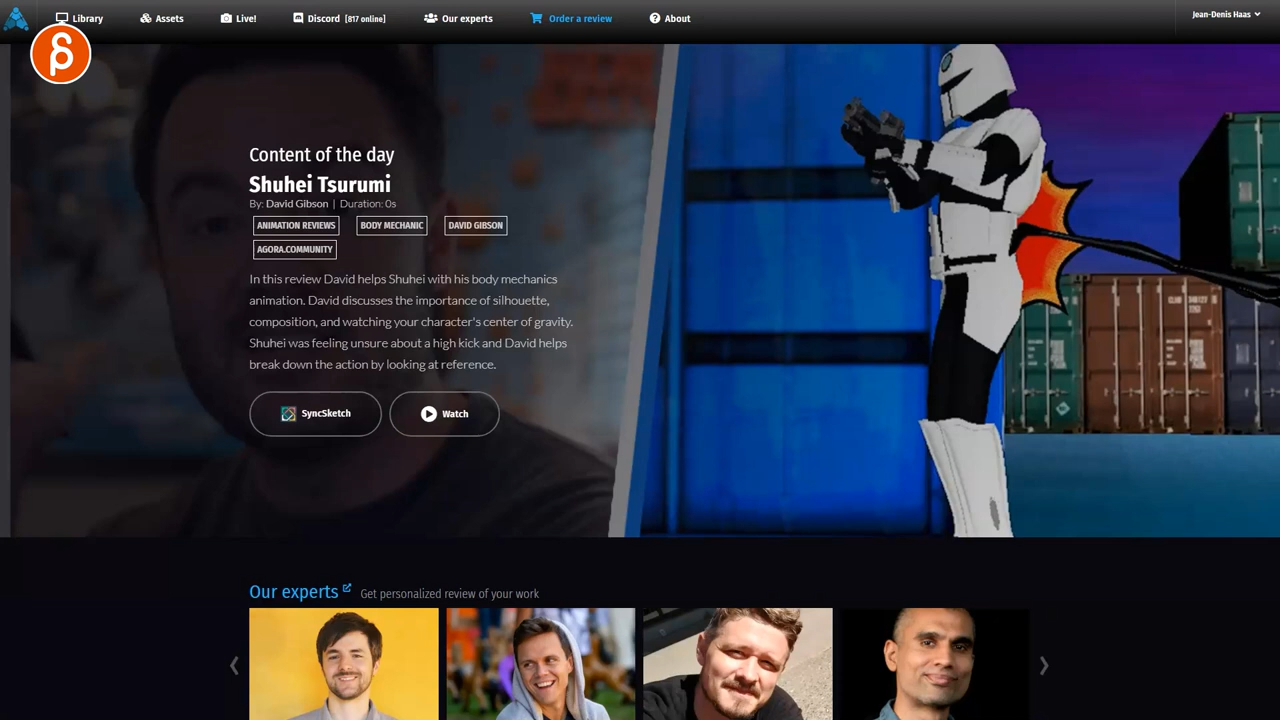 Library
Assets
Live!
Discord [817 online]
Our experts
Order a review
About
Jean-Denis Haas
Content of the day
Shuhei Tsurumi
By: David Gibson | Duration: 0s
ANIMATION REVIEWS
BODY MECHANIC
DAVID GIBSON
AGORA.COMMUNITY
In this review David helps Shuhei with his body mechanics
animation. David discusses the importance of silhouette,
composition, and watching your character's center of gravity.
Shuhei was feeling unsure about a high kick and David helps
break down the action by looking at reference.
SyncSketch
Watch
Our experts
Get personalized review of your work